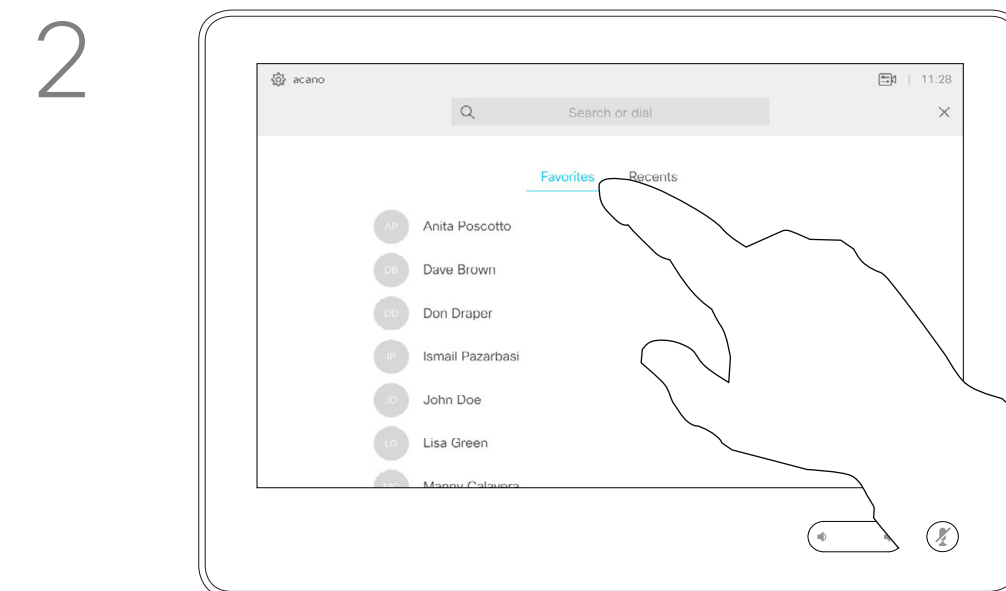 2
acano 11:28
Search or dial
Favorites Recents
AP Anita Poscotto
DB Dave Brown
DD Don Draper
IP Ismail Pazarbasi
JD John Doe
LG Lisa Green
Manny Calavera